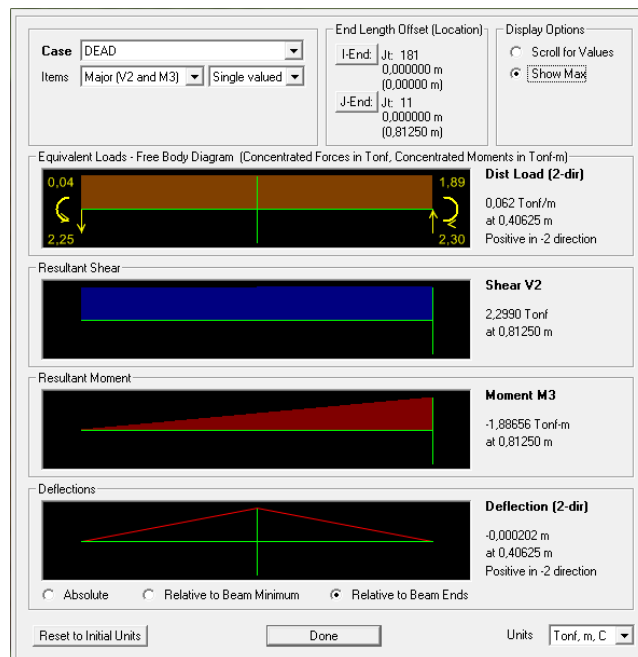 Case DEAD
Items Major (V2 and M3) Single valued
End Length Offset (Location)
I-End: Jt: 181
0,000000 m
(0,00000 m)
J-End: Jt: 11
0,000000 m
(0,81250 m)
Display Options
Scroll for Values
Show Max
Equivalent Loads - Free Body Diagram (Concentrated Forces in Tonf, Concentrated Moments in Tonf-m)
0,04
1,89
2,25
2,30
Dist Load (2-dir)
0,062 Tonf/m
at 0,40625 m
Positive in -2 direction
Resultant Shear
Shear V2
2,2990 Tonf
at 0,81250 m
Resultant Moment
Moment M3
-1,88656 Tonf-m
at 0,81250 m
Deflections
Deflection (2-dir)
-0,000202 m
at 0,40625 m
Positive in -2 direction
Absolute Relative to Beam Minimum Relative to Beam Ends
Reset to Initial Units Done Units Tonf, m, C